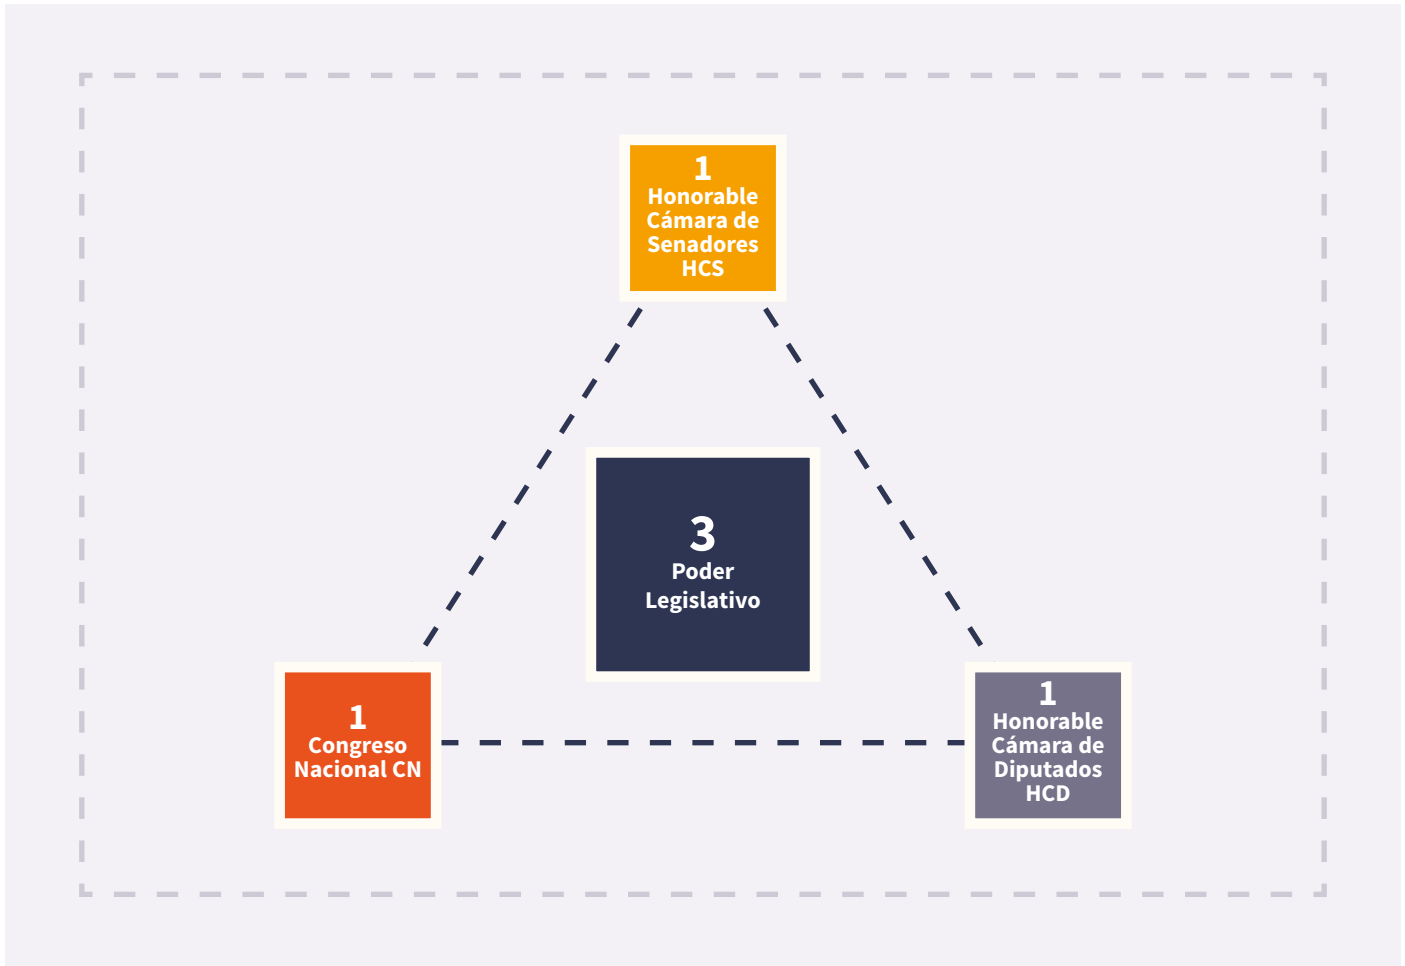 1
Honorable
Cámara de
Senadores
HCS
3
Poder
Legislativo
1
Congreso
Nacional CN
1
Honorable
Cámara de
Diputados
HCD